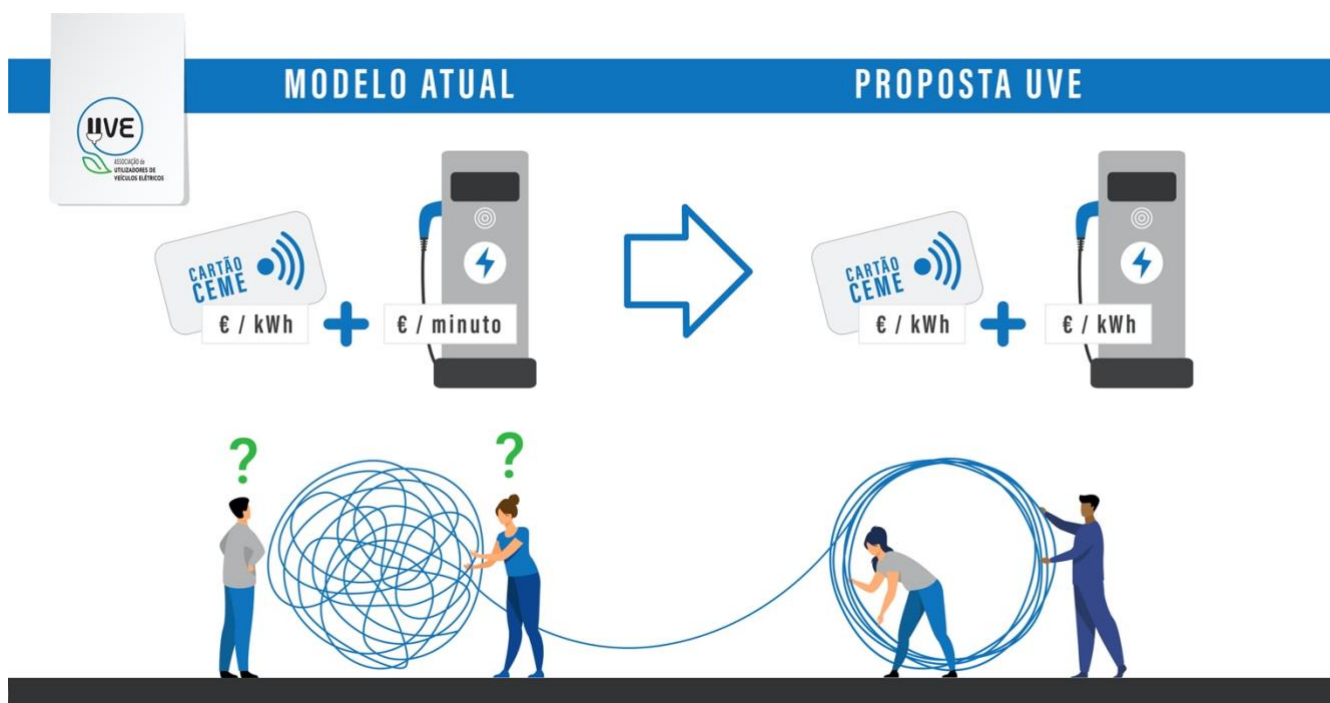 MODELO ATUAL
PROPOSTA UVE
UVE
ASSOCIAÇÃO de
UTILIZADORES DE
VEÍCULOS ELÉTRICOS
CARTÃO
CEME
€ / kWh
+
€ / minuto
CARTÃO
CEME
€ / kWh
+
€ / kWh
?
?